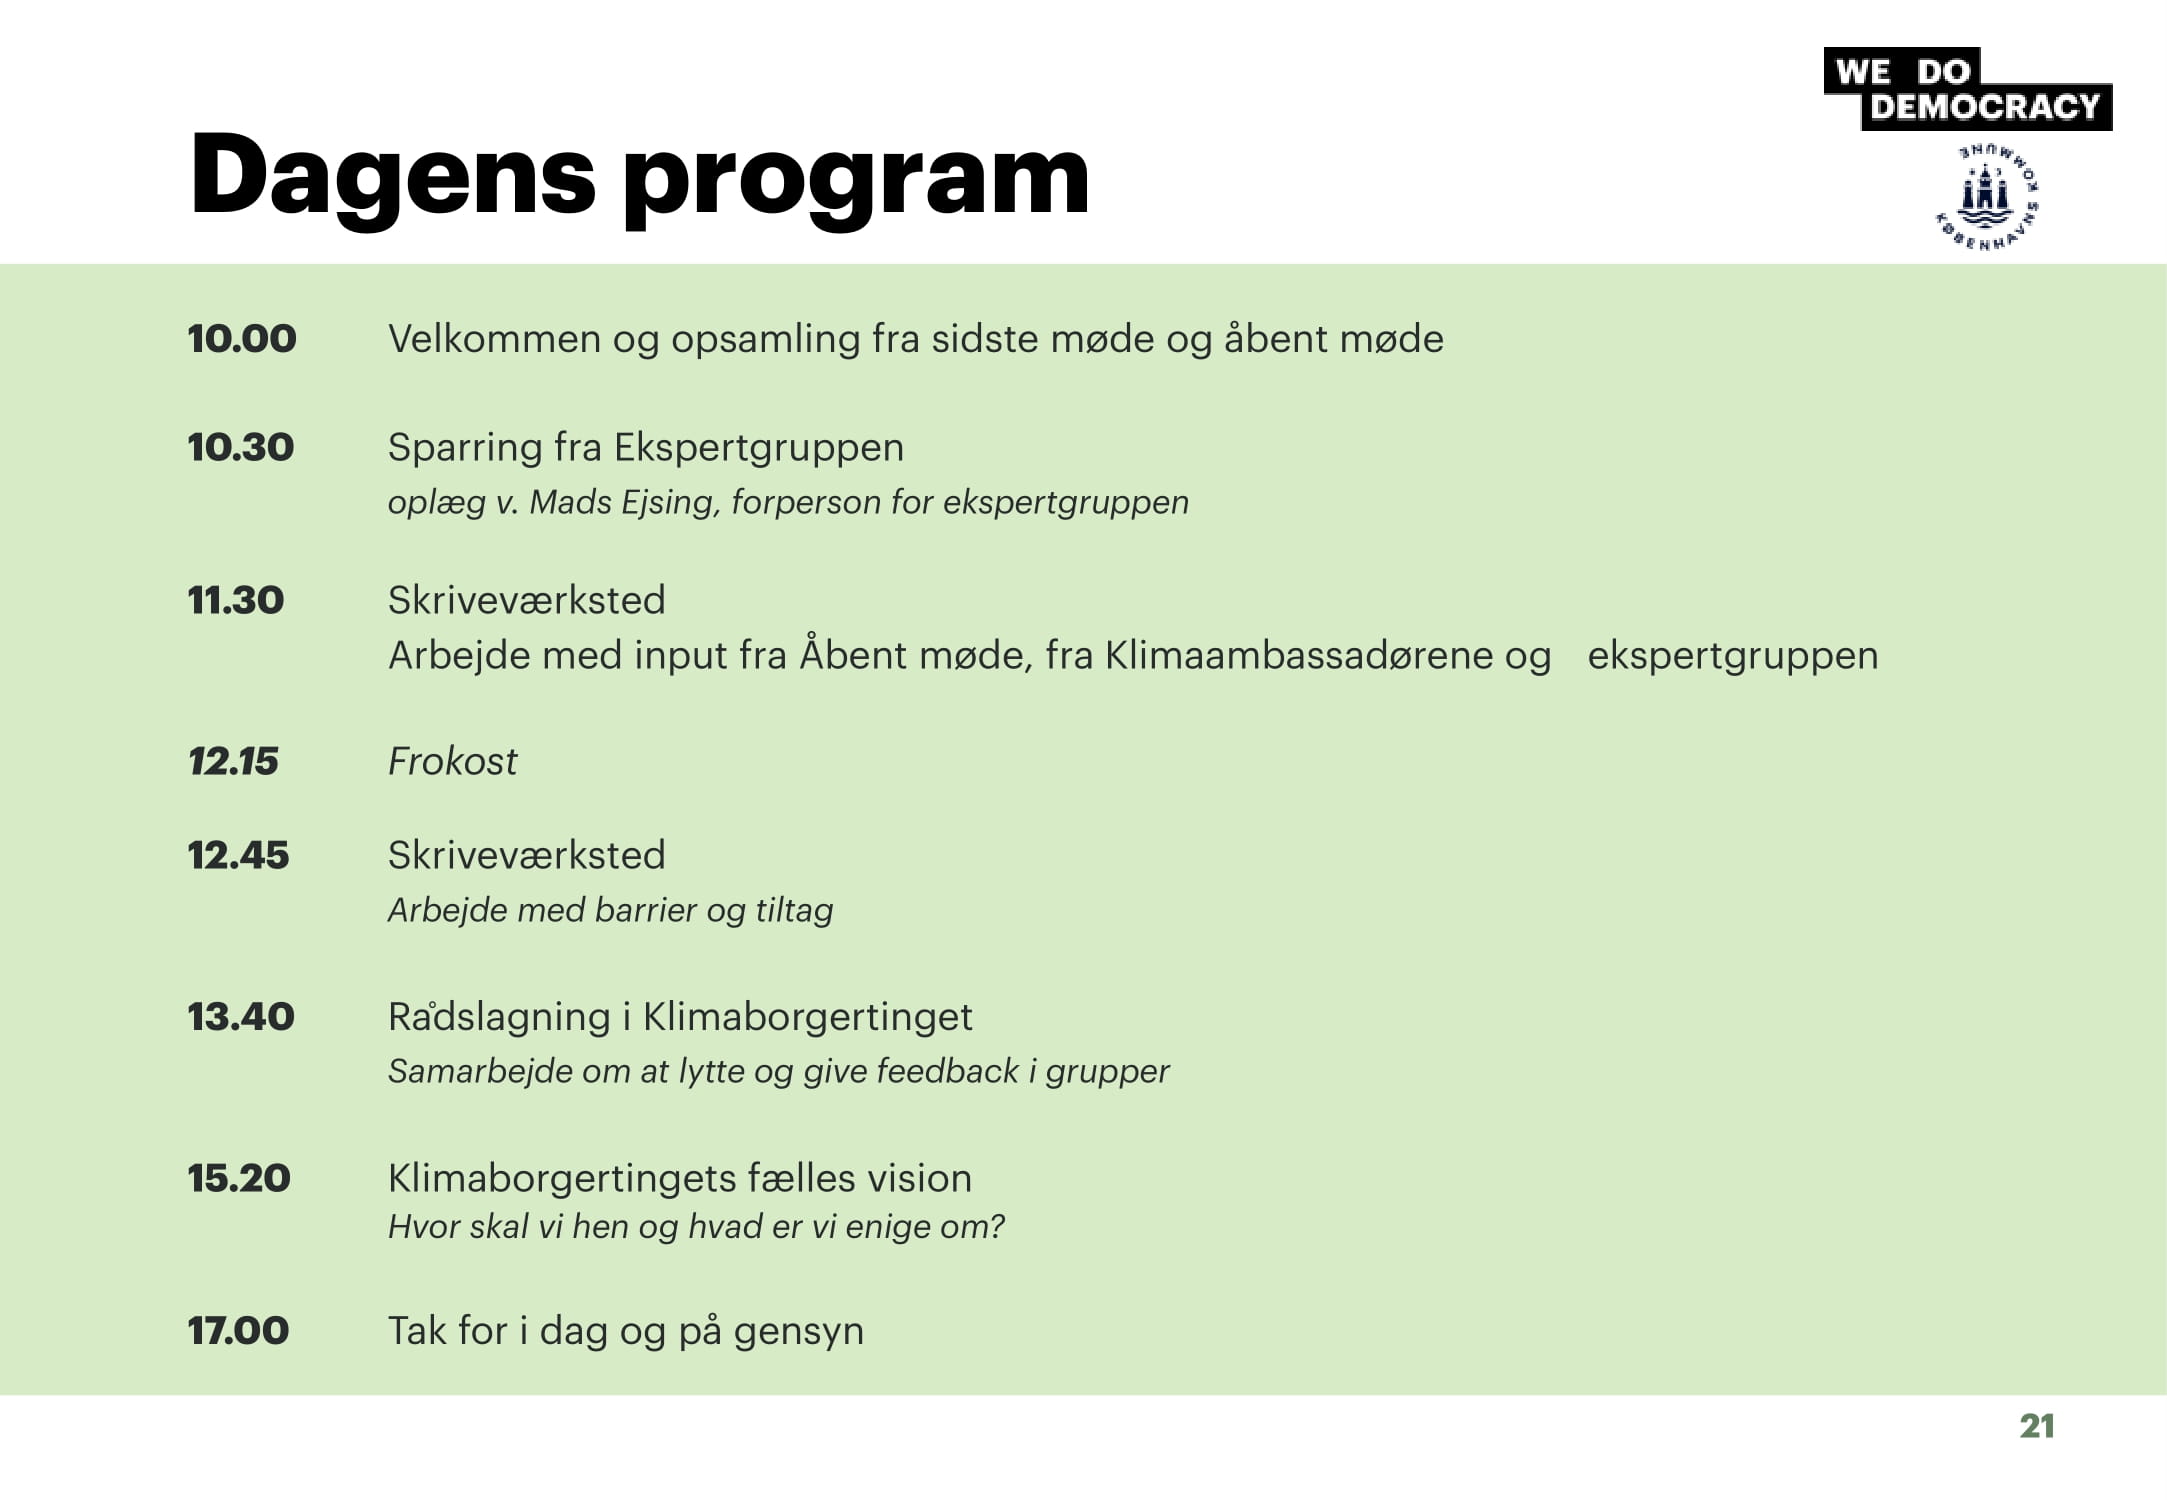 WE DO
DEMOCRACY
KØBENHAVNS KOMMUNE
Dagens program
10.00 Velkommen og opsamling fra sidste møde og åbent møde
10.30 Sparring fra Ekspertgruppen
oplæg v. Mads Ejsing, forperson for ekspertgruppen
11.30 Skriveværksted
Arbejde med input fra Åbent møde, fra Klimaambassadørene og ekspertgruppen
12.15 Frokost
12.45 Skriveværksted
Arbejde med barrier og tiltag
13.40 Rådslagning i Klimaborgertinget
Samarbejde om at lytte og give feedback i grupper
15.20 Klimaborgertingets fælles vision
Hvor skal vi hen og hvad er vi enige om?
17.00 Tak for i dag og på gensyn
21